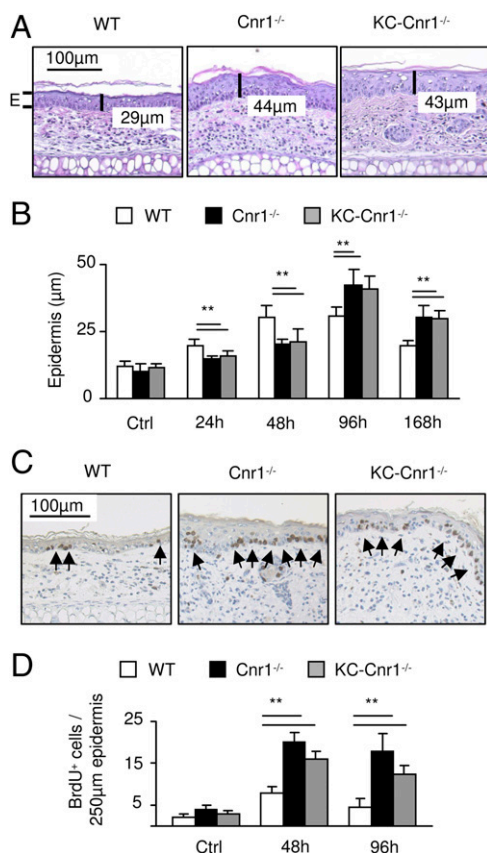 A
WT
Cnr1-/-
KC-Cnr1-/-
100µm
E
29µm
44µm
43µm
B
WT
Cnr1-/-
KC-Cnr1-/-
Epidermis (µm)
50
25
0
**
**
**
**
Ctrl
24h
48h
96h
168h
C
WT
Cnr1-/-
KC-Cnr1-/-
100µm
D
WT
Cnr1-/-
KC-Cnr1-/-
BrdU+ cells /
250µm epidermis
25
15
5
**
**
Ctrl
48h
96h